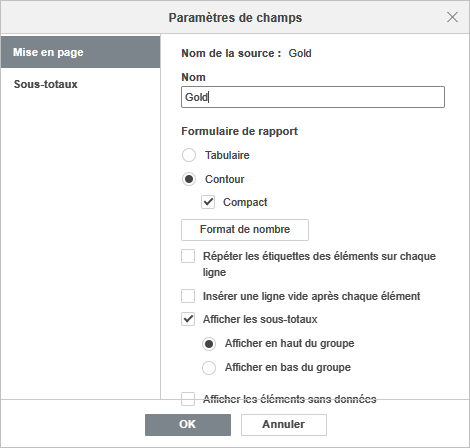 Paramètres de champs
Mise en page
Sous-totaux
Nom de la source : Gold
Nom
Gold
Formulaire de rapport
Tabulaire
Contour
Compact
Format de nombre
Répéter les étiquettes des éléments sur chaque
ligne
Insérer une ligne vide après chaque élément
Afficher les sous-totaux
Afficher en haut du groupe
Afficher en bas du groupe
Afficher les éléments sans données
OK
Annuler